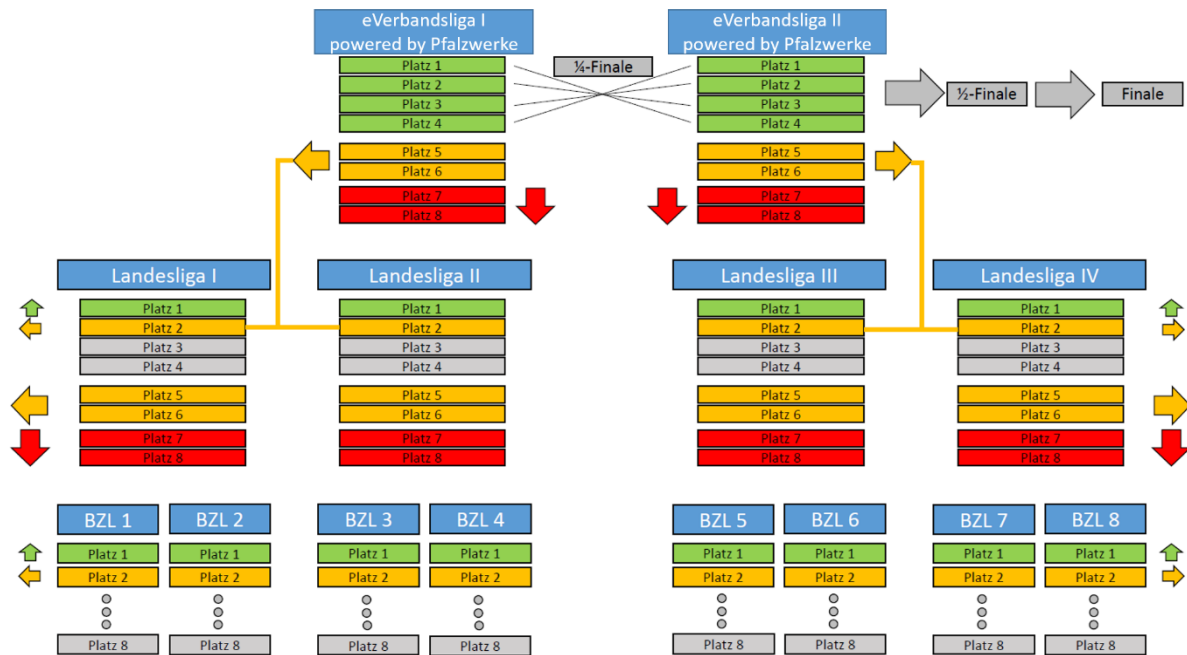 eVerbandsliga I
powered by Pfalzwerke
Platz 1
Platz 2
Platz 3
Platz 4
Platz 5
Platz 6
Platz 7
Platz 8
¼-Finale
eVerbandsliga II
powered by Pfalzwerke
Platz 1
Platz 2
Platz 3
Platz 4
Platz 5
Platz 6
Platz 7
Platz 8
½-Finale
Finale
Landesliga I
Platz 1
Platz 2
Platz 3
Platz 4
Platz 5
Platz 6
Platz 7
Platz 8
Landesliga II
Platz 1
Platz 2
Platz 3
Platz 4
Platz 5
Platz 6
Platz 7
Platz 8
Landesliga III
Platz 1
Platz 2
Platz 3
Platz 4
Platz 5
Platz 6
Platz 7
Platz 8
Landesliga IV
Platz 1
Platz 2
Platz 3
Platz 4
Platz 5
Platz 6
Platz 7
Platz 8
BZL 1
Platz 1
Platz 2
Platz 8
BZL 2
Platz 1
Platz 2
Platz 8
BZL 3
Platz 1
Platz 2
Platz 8
BZL 4
Platz 1
Platz 2
Platz 8
BZL 5
Platz 1
Platz 2
Platz 8
BZL 6
Platz 1
Platz 2
Platz 8
BZL 7
Platz 1
Platz 2
Platz 8
BZL 8
Platz 1
Platz 2
Platz 8